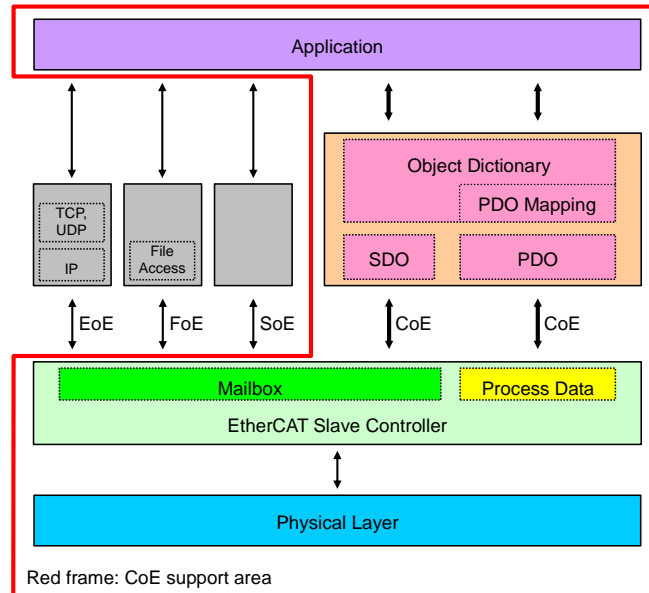 Application
Object Dictionary
PDO Mapping
TCP,
UDP
IP
File
Access
SDO
PDO
EoE
FoE
SoE
CoE
CoE
Mailbox
Process Data
EtherCAT Slave Controller
Physical Layer
Red frame: CoE support area